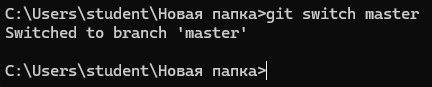 C:\Users\student\Новая папка>git switch master
Switched to branch 'master'
C:\Users\student\Новая папка>